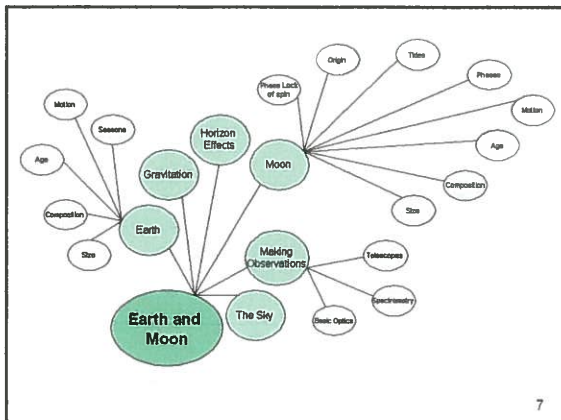 Origin
Tides
Phases
Phase Lock
of spin
Motion
Motion
Seasons
Horizon
Effects
Age
Age
Gravitation
Moon
Composition
Composition
Size
Earth
Size
Making
Observations
Telescopes
Spectrometry
Basic Optics
The Sky
Earth and
Moon
7